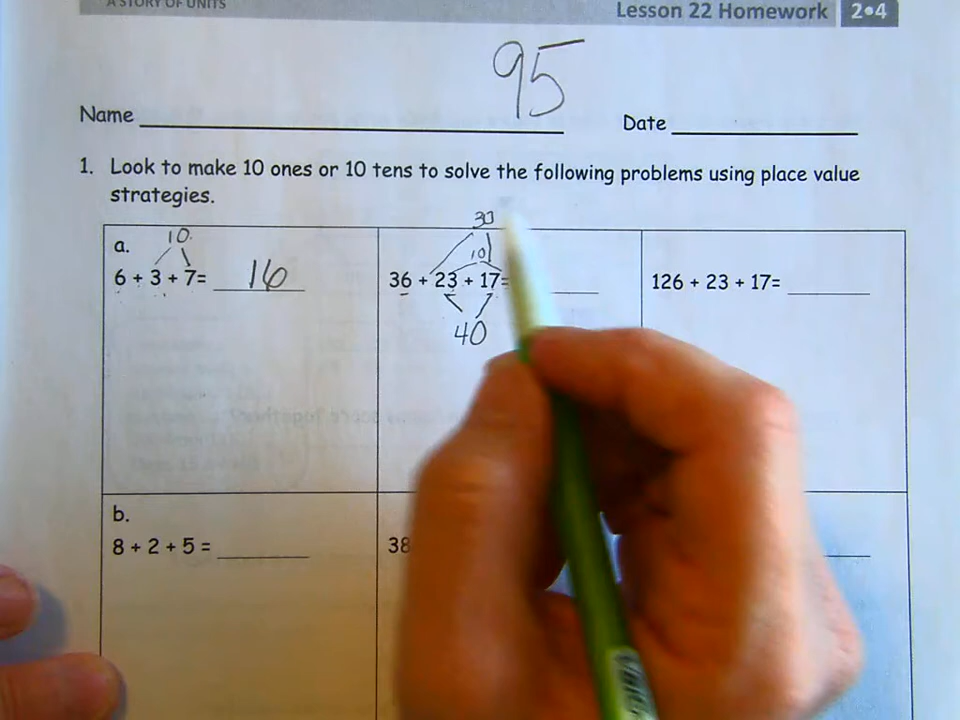 A STORY OF UNITS
Lesson 22 Homework 2•4
95
Name
Date
1. Look to make 10 ones or 10 tens to solve the following problems using place value
strategies.
a.
10
6 + 3 + 7= 16
30
10
36 + 23 + 17=
40
126 + 23 + 17=
b.
8 + 2 + 5 =
38